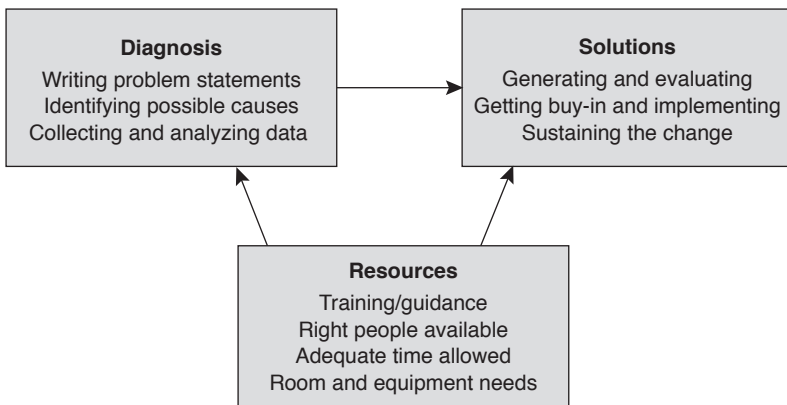 Diagnosis
Writing problem statements
Identifying possible causes
Collecting and analyzing data
Solutions
Generating and evaluating
Getting buy-in and implementing
Sustaining the change
Resources
Training/guidance
Right people available
Adequate time allowed
Room and equipment needs